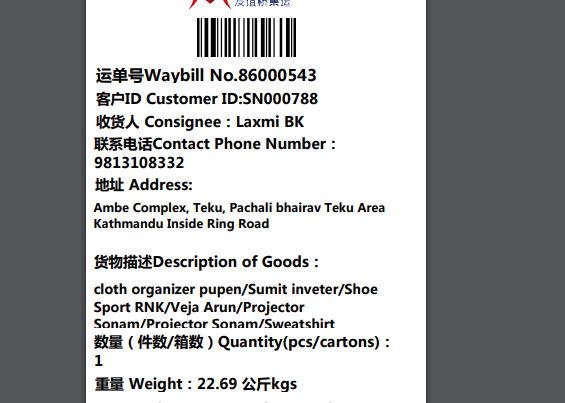 友谊桥集运
运单号Waybill No.86000543
客户ID Customer ID:SN000788
收货人 Consignee：Laxmi BK
联系电话Contact Phone Number：
9813108332
地址 Address:
Ambe Complex, Teku, Pachali bhairav Teku Area
Kathmandu Inside Ring Road
货物描述Description of Goods：
cloth organizer pupen/Sumit inveter/Shoe
Sport RNK/Veja Arun/Projector
Sonam/Projector Sonam/Sweatshirt
数量（件数/箱数）Quantity(pcs/cartons)：
1
重量 Weight：22.69 公斤kgs